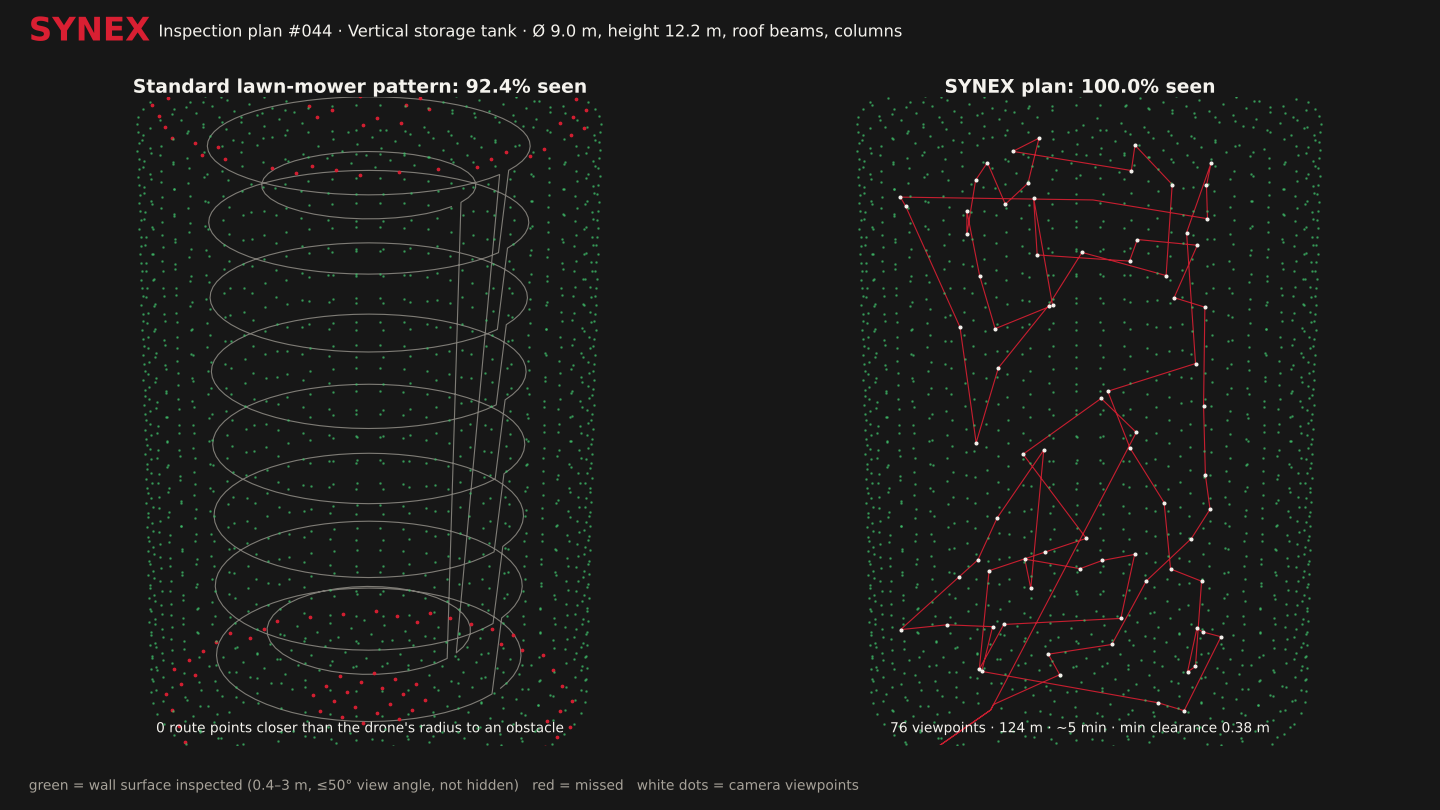 SYNEX Inspection plan #044 · Vertical storage tank · Ø 9.0 m, height 12.2 m, roof beams, columns
Standard lawn-mower pattern: 92.4% seen
SYNEX plan: 100.0% seen
0 route points closer than the drone's radius to an obstacle
76 viewpoints · 124 m · ~5 min · min clearance 0.38 m
green = wall surface inspected (0.4–3 m, ≤50° view angle, not hidden)   red = missed   white dots = camera viewpoints